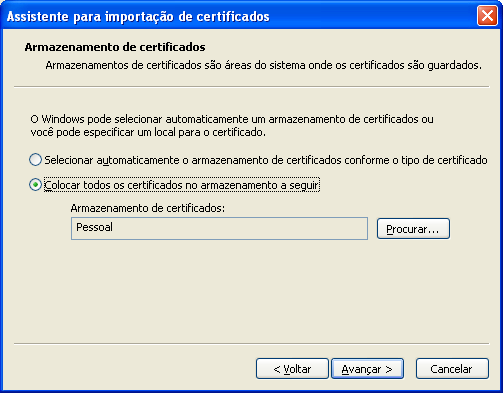 Assistente para importação de certificados
Armazenamento de certificados
Armazenamentos de certificados são áreas do sistema onde os certificados são guardados.
O Windows pode selecionar automaticamente um armazenamento de certificados ou
você pode especificar um local para o certificado.
Selecionar automaticamente o armazenamento de certificados conforme o tipo de certificado
Colocar todos os certificados no armazenamento a seguir
Armazenamento de certificados:
Pessoal
Procurar...
< Voltar
Avançar >
Cancelar